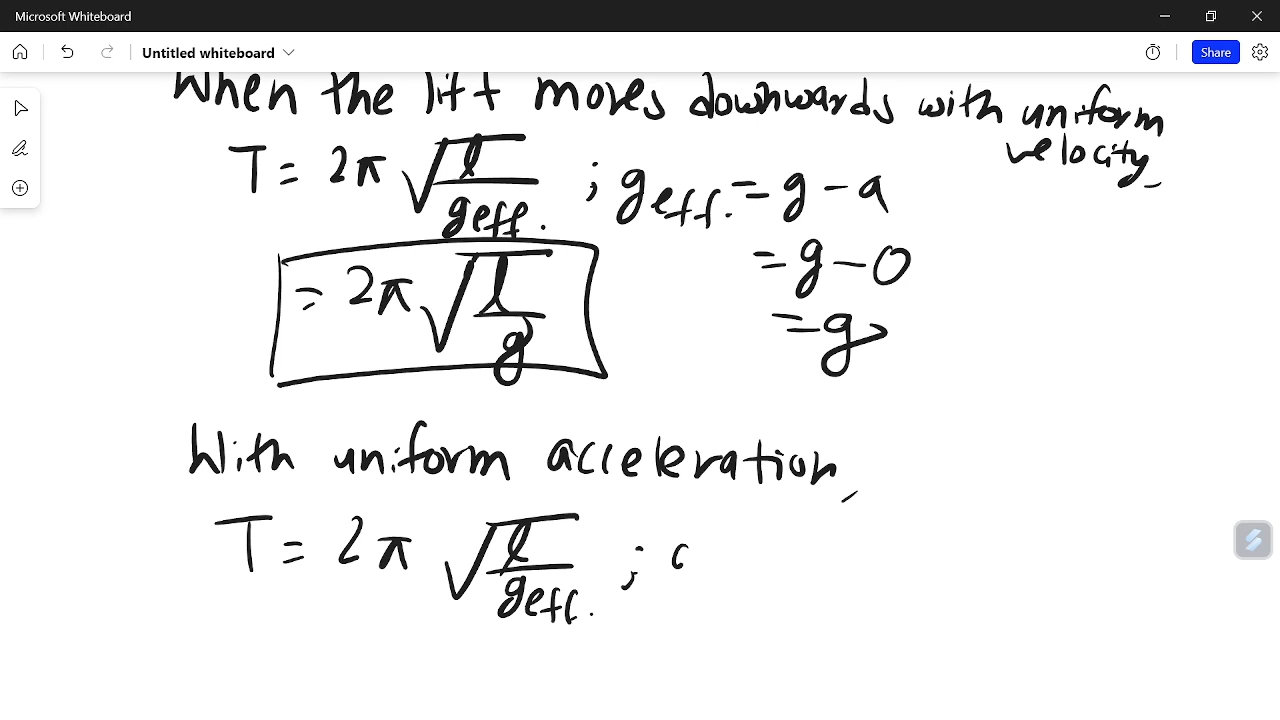 Microsoft Whiteboard
Untitled whiteboard
Share
When the lift moves downwards with uniform velocity,
T = 2π √(l/geff.) ; geff. = g - a
= 2π √(l/g)
= g - 0
= g
With uniform acceleration,
T = 2π √(l/geff.) ;